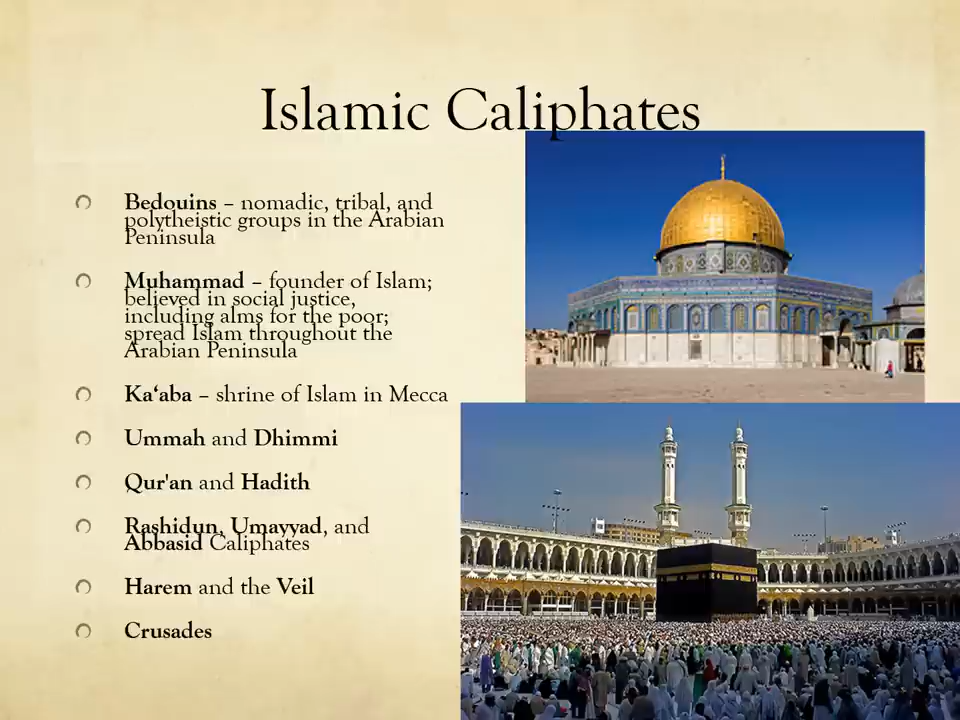 Islamic Caliphates
Bedouins – nomadic, tribal, and
polytheistic groups in the Arabian
Peninsula
Muhammad – founder of Islam;
believed in social justice,
including alms for the poor;
spread Islam throughout the
Arabian Peninsula
Ka‘aba – shrine of Islam in Mecca
Ummah and Dhimmi
Qur'an and Hadith
Rashidun, Umayyad, and
Abbasid Caliphates
Harem and the Veil
Crusades